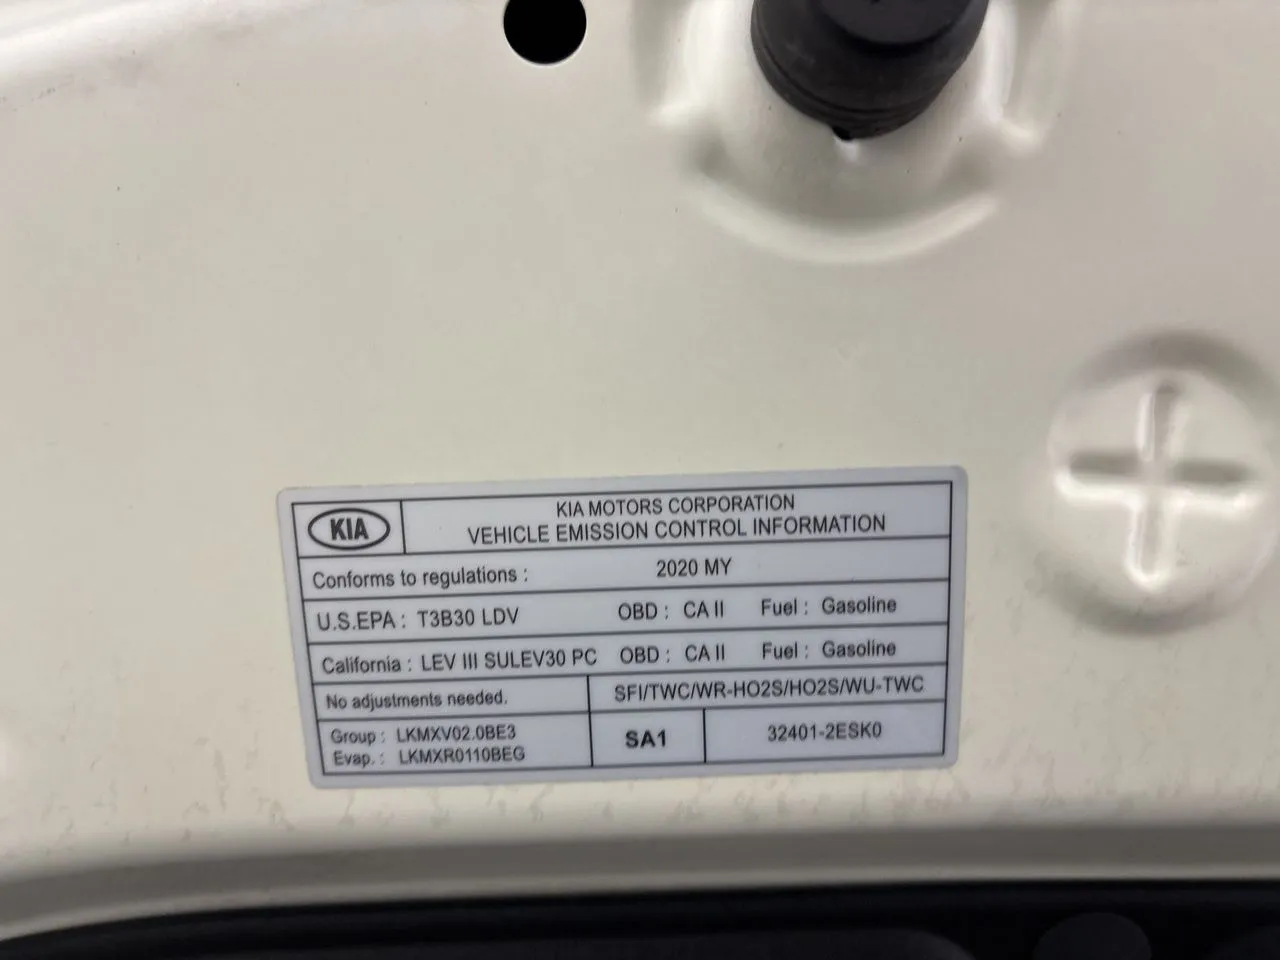 KIA
KIA MOTORS CORPORATION
VEHICLE EMISSION CONTROL INFORMATION
Conforms to regulations : 2020 MY
U.S.EPA : T3B30 LDV OBD : CA II Fuel : Gasoline
California : LEV III SULEV30 PC OBD : CA II Fuel : Gasoline
No adjustments needed. SFI/TWC/WR-HO2S/HO2S/WU-TWC
Group : LKMXV02.0BE3
Evap. : LKMXR0110BEG
SA1
32401-2ESK0